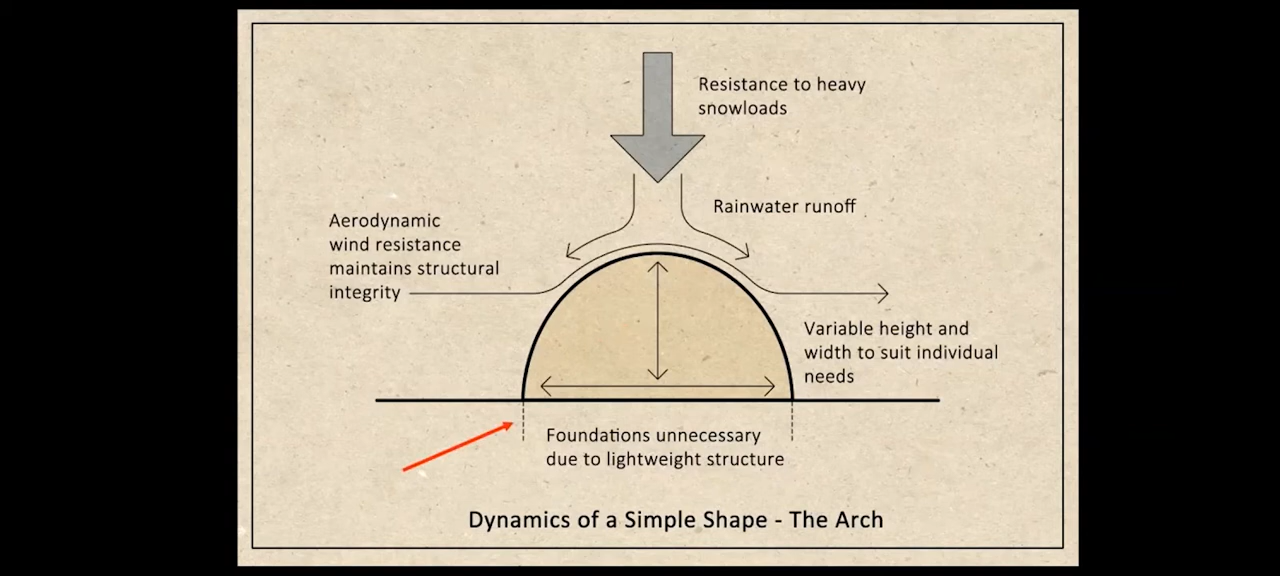 Resistance to heavy
snowloads
Rainwater runoff
Aerodynamic
wind resistance
maintains structural
integrity
Variable height and
width to suit individual
needs
Foundations unnecessary
due to lightweight structure
Dynamics of a Simple Shape - The Arch